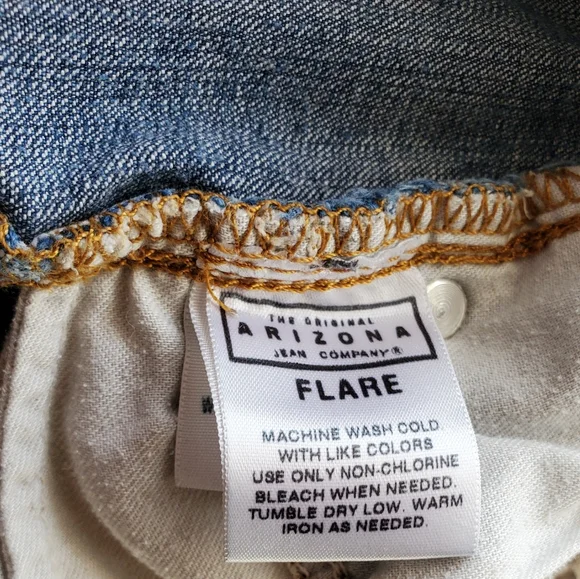 THE ORIGINAL
ARIZONA
JEAN COMPANY®
FLARE
MACHINE WASH COLD
WITH LIKE COLORS
USE ONLY NON-CHLORINE
BLEACH WHEN NEEDED.
TUMBLE DRY LOW. WARM
IRON AS NEEDED.